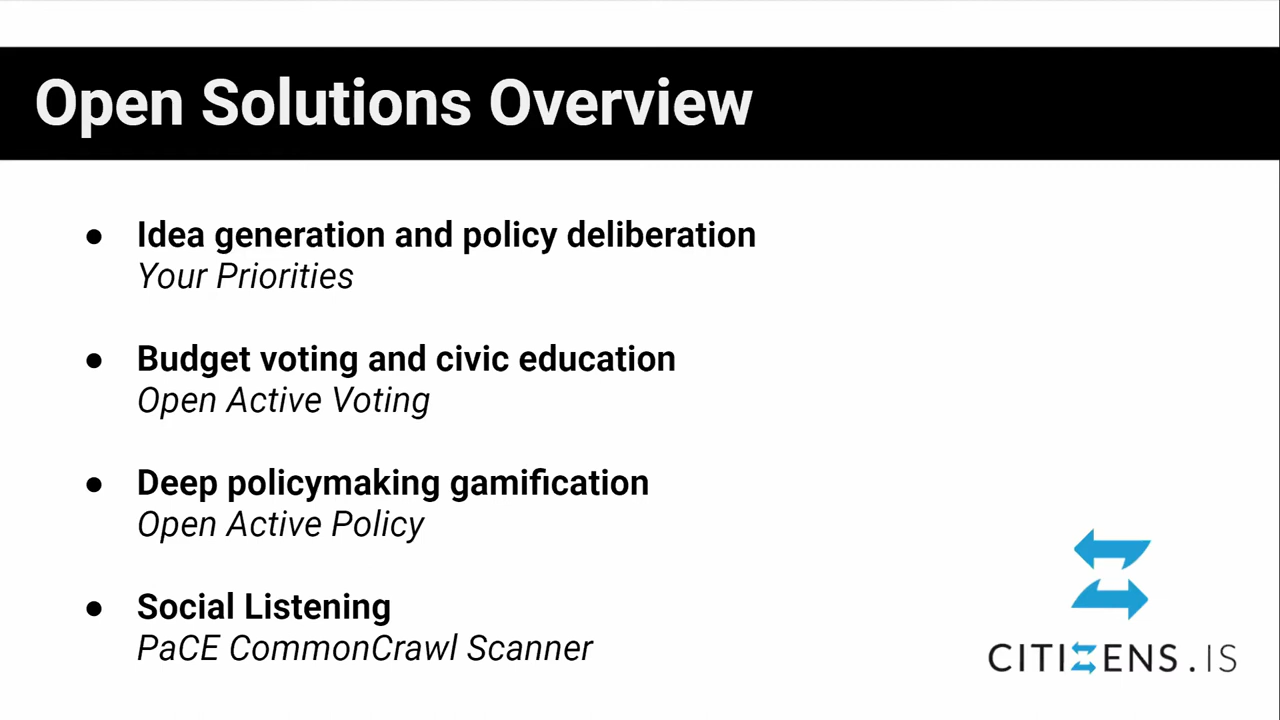 Open Solutions Overview
● Idea generation and policy deliberation
Your Priorities
● Budget voting and civic education
Open Active Voting
● Deep policymaking gamification
Open Active Policy
● Social Listening
PaCE CommonCrawl Scanner
CITIZENS.IS